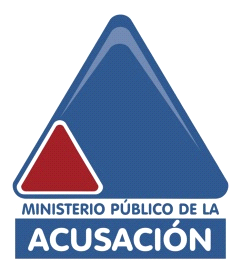 MINISTERIO PÚBLICO DE LA
ACUSACIÓN